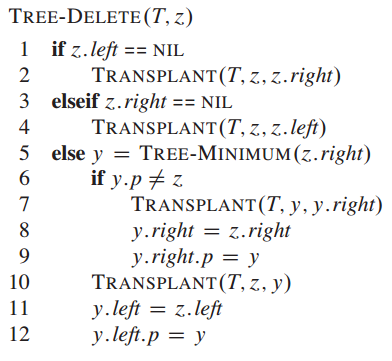 TREE-DELETE(T, z)
1 if z.left == NIL
2 TRANSPLANT(T, z, z.right)
3 elseif z.right == NIL
4 TRANSPLANT(T, z, z.left)
5 else y = TREE-MINIMUM(z.right)
6 if y.p ≠ z
7 TRANSPLANT(T, y, y.right)
8 y.right = z.right
9 y.right.p = y
10 TRANSPLANT(T, z, y)
11 y.left = z.left
12 y.left.p = y